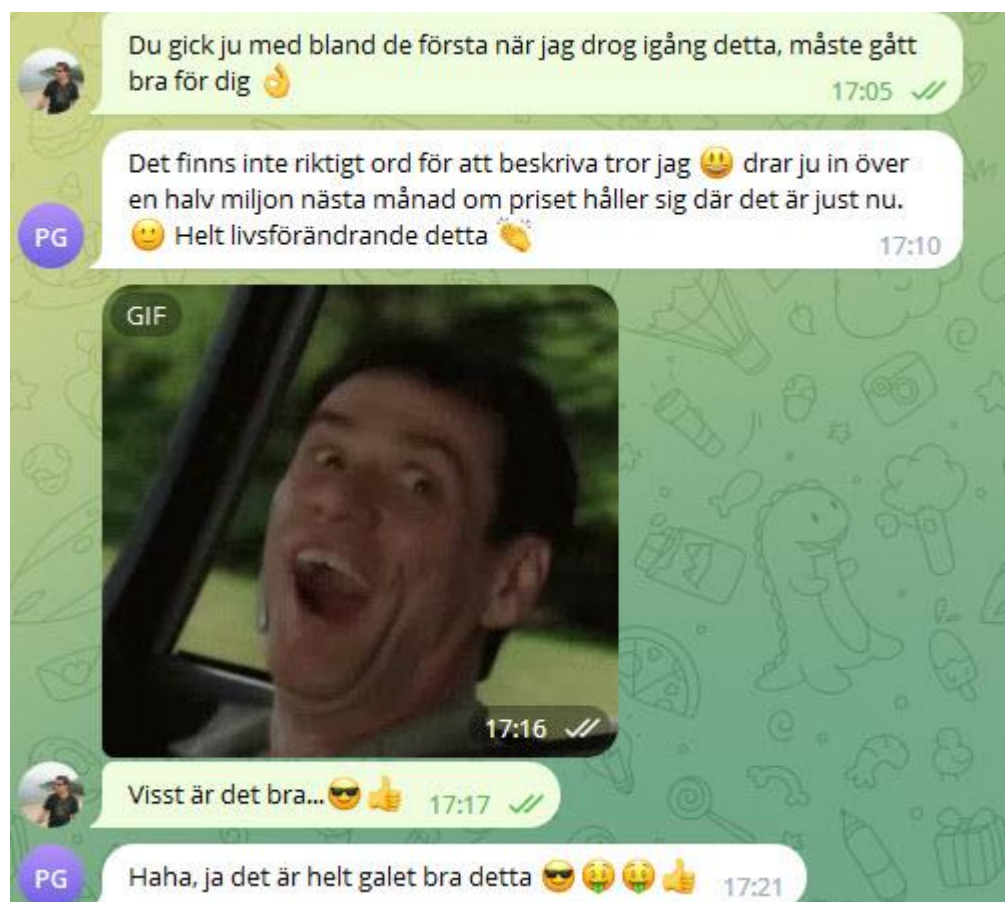 Du gick ju med bland de första när jag drog igång detta, måste gått
bra för dig 👌
17:05
Det finns inte riktigt ord för att beskriva tror jag 😃 drar ju in över
en halv miljon nästa månad om priset håller sig där det är just nu.
🙂 Helt livsförändrande detta 👏
PG
17:10
GIF
17:16
Visst är det bra...😎👍 17:17
PG
Haha, ja det är helt galet bra detta 😎🤑🤑👍 17:21